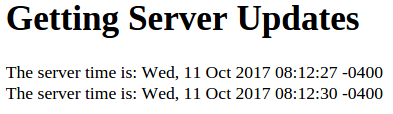 Getting Server Updates
The server time is: Wed, 11 Oct 2017 08:12:27 -0400
The server time is: Wed, 11 Oct 2017 08:12:30 -0400